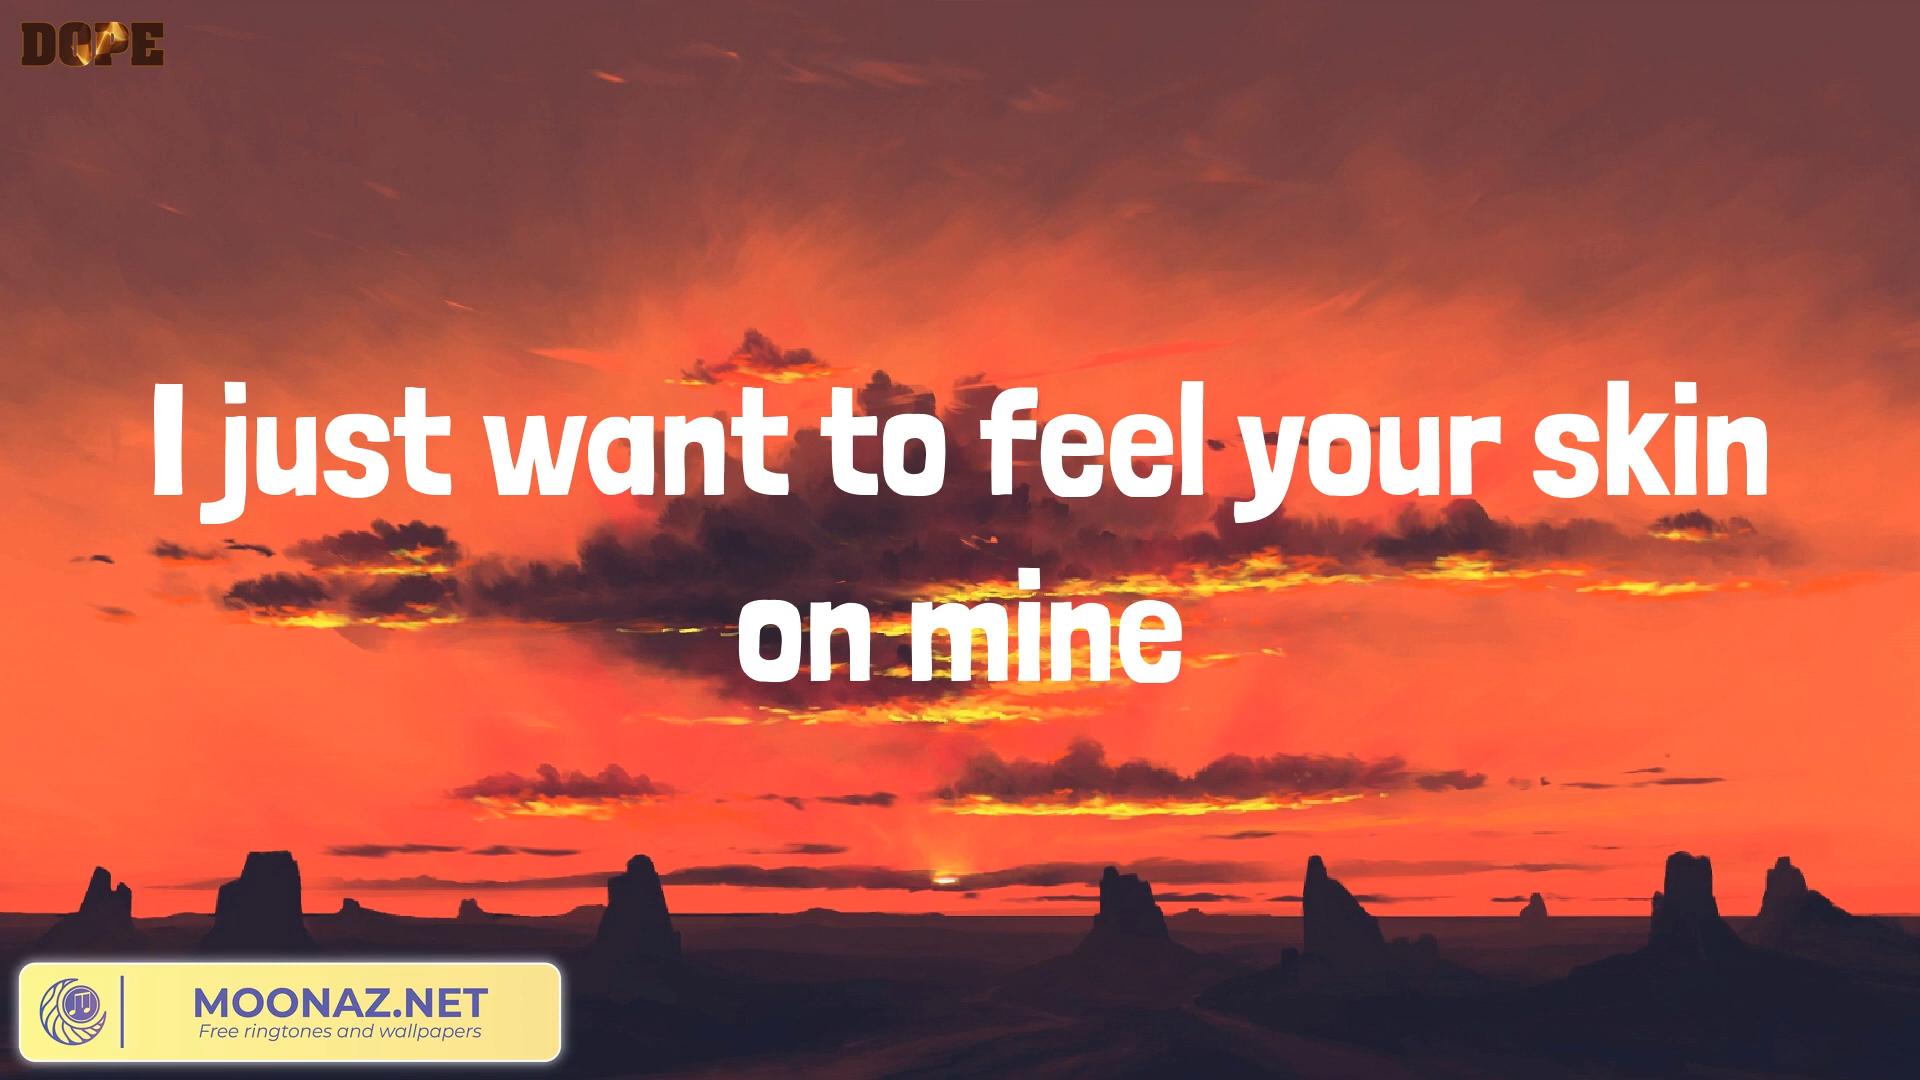 DOPE
I just want to feel your skin
on mine
MOONAZ.NET
Free ringtones and wallpapers